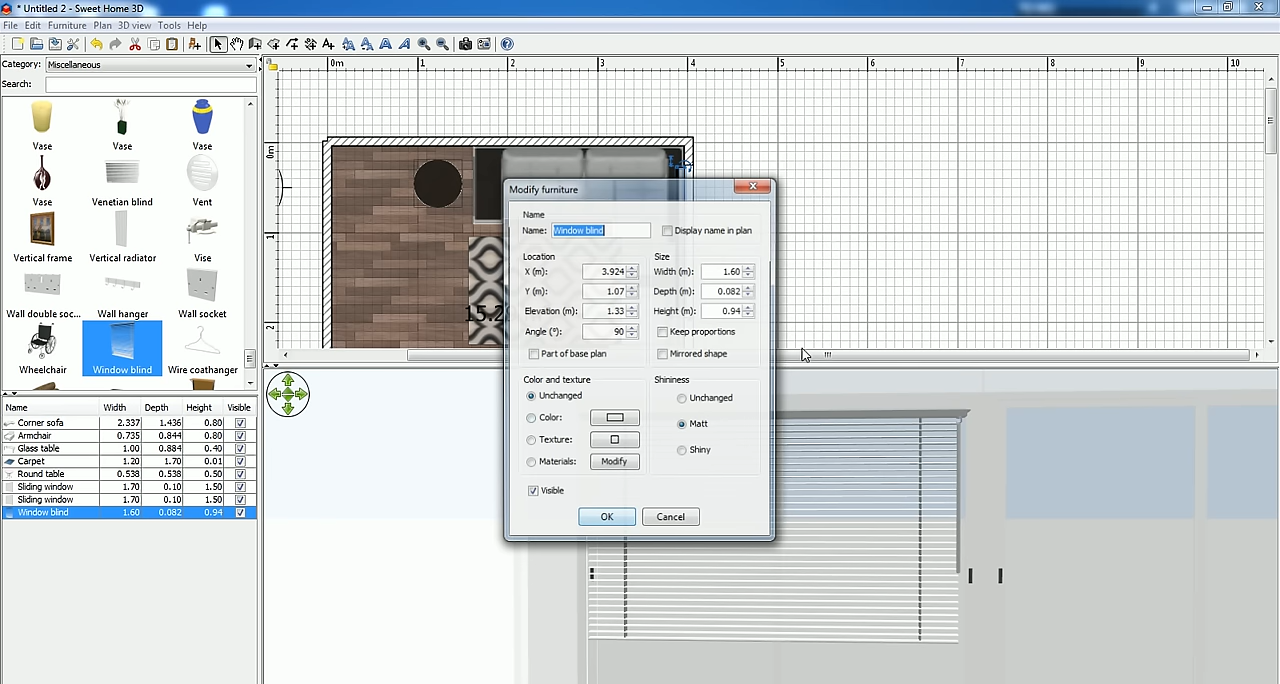 * Untitled 2 - Sweet Home 3D
File Edit Furniture Plan 3D view Tools Help
Category: Miscellaneous
Search:
Vase Vase Vase
Vase Venetian blind Vent
Vertical frame Vertical radiator Vise
Wall double soc... Wall hanger Wall socket
Wheelchair Window blind Wire coathanger
Name Width Depth Height Visible
Corner sofa 2.337 1.436 0.80
Armchair 0.735 0.844 0.80
Glass table 1.00 0.884 0.40
Carpet 1.20 1.70 0.01
Round table 0.538 0.538 0.50
Sliding window 1.70 0.10 1.50
Sliding window 1.70 0.10 1.50
Window blind 1.60 0.082 0.94
0m 1 2 3 4 5 6 7 8 9 10
0m
1
2
15.2
Modify furniture
Name
Name: Window blind Display name in plan
Location Size
X (m): 3.924 Width (m): 1.60
Y (m): 1.07 Depth (m): 0.082
Elevation (m): 1.33 Height (m): 0.94
Angle (°): 90 Keep proportions
Part of base plan Mirrored shape
Color and texture Shininess
Unchanged Unchanged
Color: Matt
Texture: Shiny
Materials: Modify
Visible
OK Cancel